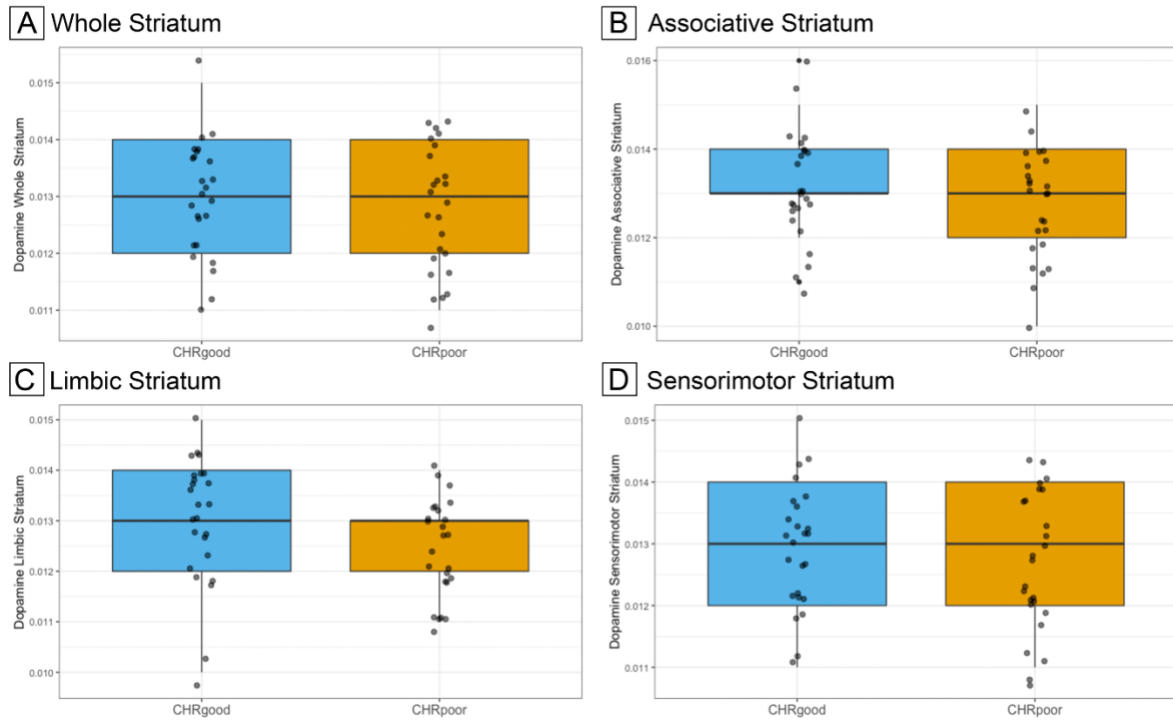 A Whole Striatum
Dopamine Whole Striatum
0.015
0.014
0.013
0.012
0.011
CHRgood CHRpoor
B Associative Striatum
Dopamine Associative Striatum
0.016
0.014
0.012
0.010
CHRgood CHRpoor
C Limbic Striatum
Dopamine Limbic Striatum
0.015
0.014
0.013
0.012
0.011
0.010
CHRgood CHRpoor
D Sensorimotor Striatum
Dopamine Sensorimotor Striatum
0.015
0.014
0.013
0.012
0.011
CHRgood CHRpoor